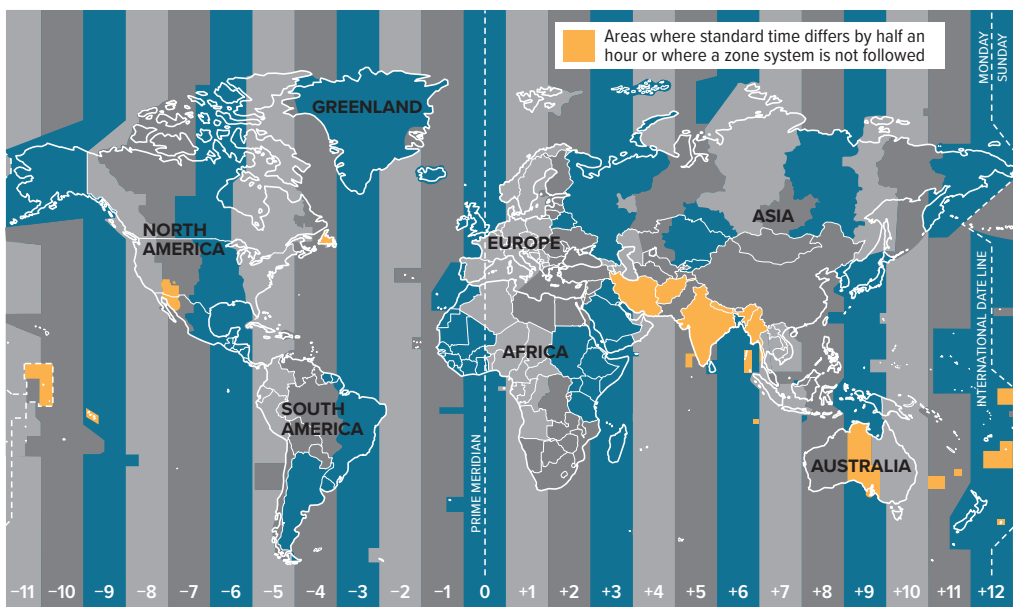 Areas where standard time differs by half an
hour or where a zone system is not followed
MONDAY
SUNDAY
GREENLAND
NORTH
AMERICA
EUROPE
ASIA
AFRICA
SOUTH
AMERICA
AUSTRALIA
PRIME MERIDIAN
INTERNATIONAL DATE LINE
−11 −10 −9 −8 −7 −6 −5 −4 −3 −2 −1 0 +1 +2 +3 +4 +5 +6 +7 +8 +9 +10 +11 +12